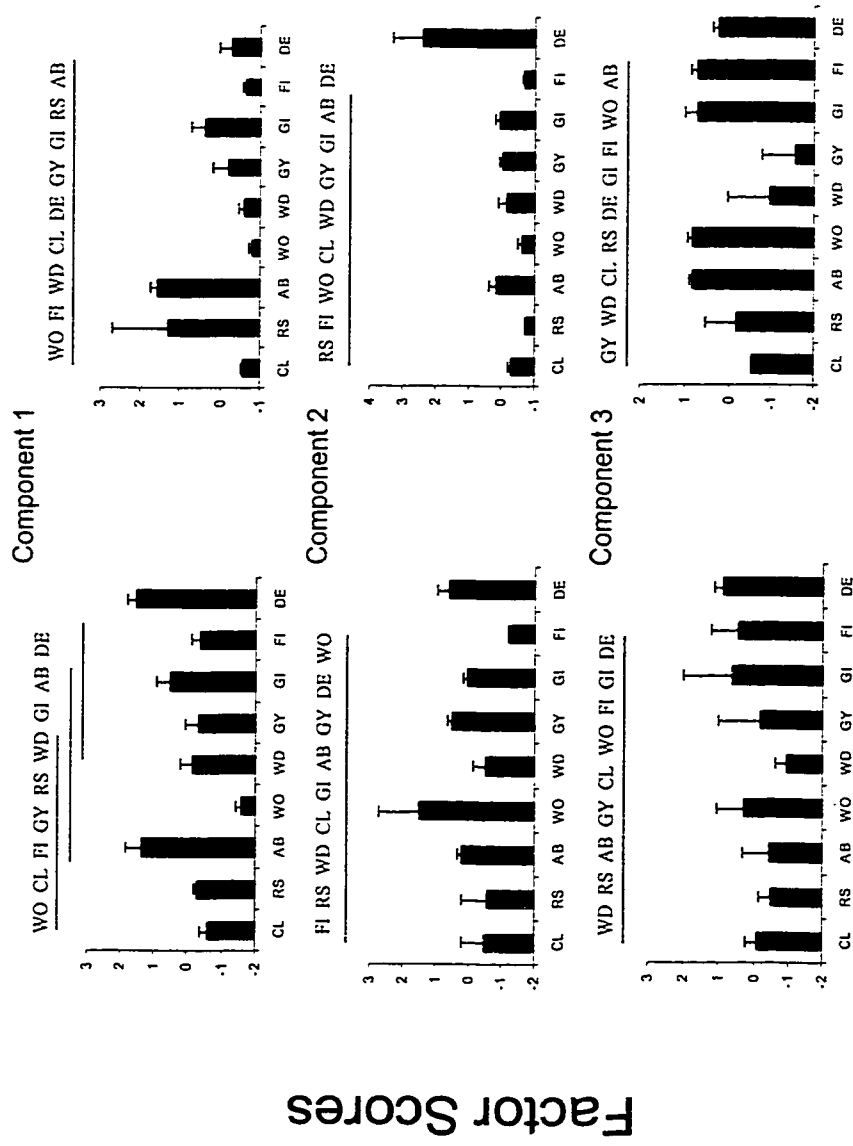 Factor Scores
Component 1
WO CL FI GY RS WD GI AB DE
3
2
1
0
-1
-2
CL RS AB WO WD GY GI FI DE
WO FI WD CL DE GY GI RS AB
3
2
1
0
-1
CL RS AB WO WD GY GI FI DE
Component 2
FI RS WD CL GI AB GY DE WO
3
2
1
0
-1
-2
CL RS AB WO WD GY GI FI DE
RS FI WO CL WD GY GI AB DE
4
3
2
1
0
-1
CL RS AB WO WD GY GI FI DE
Component 3
WD RS AB GY CL WO FI GI DE
3
2
1
0
-1
-2
CL RS AB WO WD GY GI FI DE
GY WD CL RS DE GI FI WO AB
2
1
0
-1
-2
CL RS AB WO WD GY GI FI DE